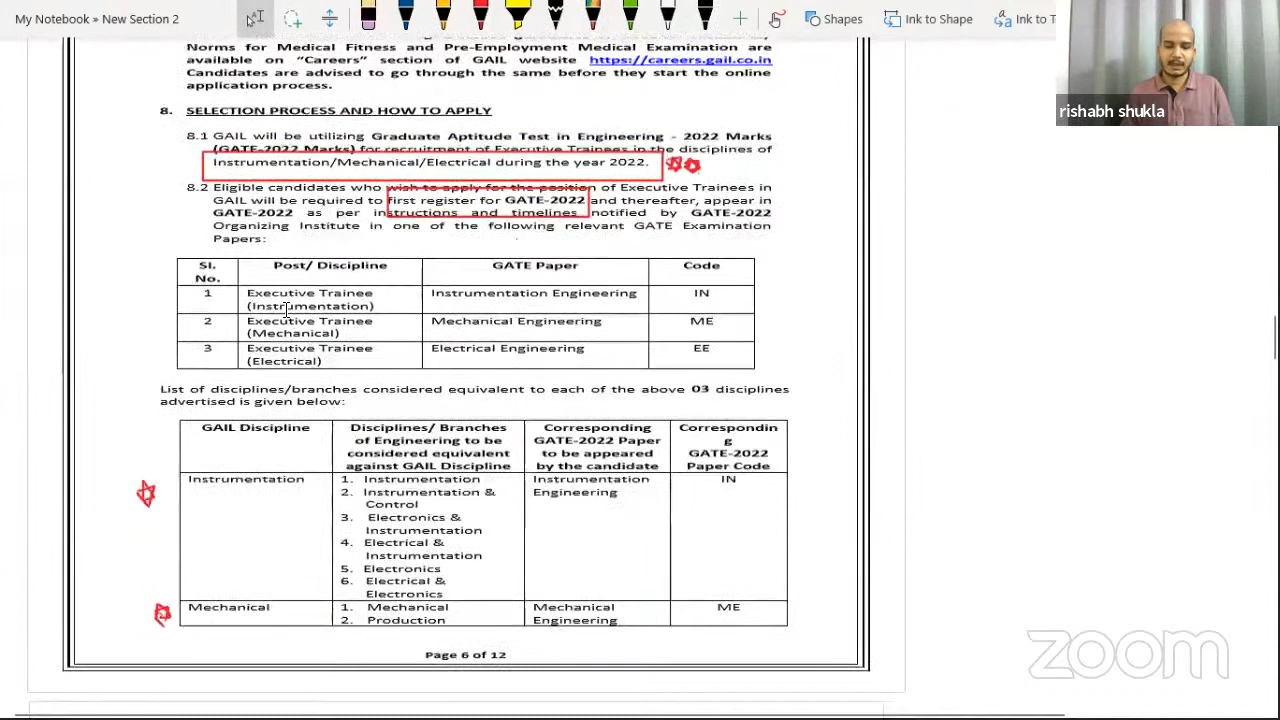 My Notebook » New Section 2
Shapes
Ink to Shape
Ink to T
rishabh shukla
Norms for Medical Fitness and Pre-Employment Medical Examination are
available on “Careers” section of GAIL website https://careers.gail.co.in
Candidates are advised to go through the same before they start the online
application process.
8. SELECTION PROCESS AND HOW TO APPLY
8.1 GAIL will be utilizing Graduate Aptitude Test in Engineering - 2022 Marks
(GATE-2022 Marks) for recruitment of Executive Trainees in the disciplines of
Instrumentation/Mechanical/Electrical during the year 2022.
8.2 Eligible candidates who wish to apply for the position of Executive Trainees in
GAIL will be required to first register for GATE-2022 and thereafter, appear in
GATE-2022 as per instructions and timelines notified by GATE-2022
Organizing Institute in one of the following relevant GATE Examination
Papers:
Sl. No. Post/ Discipline GATE Paper Code
1 Executive Trainee (Instrumentation) Instrumentation Engineering IN
2 Executive Trainee (Mechanical) Mechanical Engineering ME
3 Executive Trainee (Electrical) Electrical Engineering EE
List of disciplines/branches considered equivalent to each of the above 03 disciplines
advertised is given below:
GAIL Discipline
Disciplines/ Branches
of Engineering to be
considered equivalent
against GAIL Discipline
Corresponding
GATE-2022 Paper
to be appeared
by the candidate
Correspondin
g
GATE-2022
Paper Code
Instrumentation
1. Instrumentation
2. Instrumentation &
Control
3. Electronics &
Instrumentation
4. Electrical &
Instrumentation
5. Electronics
6. Electrical &
Electronics
Instrumentation
Engineering
IN
Mechanical
1. Mechanical
2. Production
Mechanical
Engineering
ME
Page 6 of 12
zoom